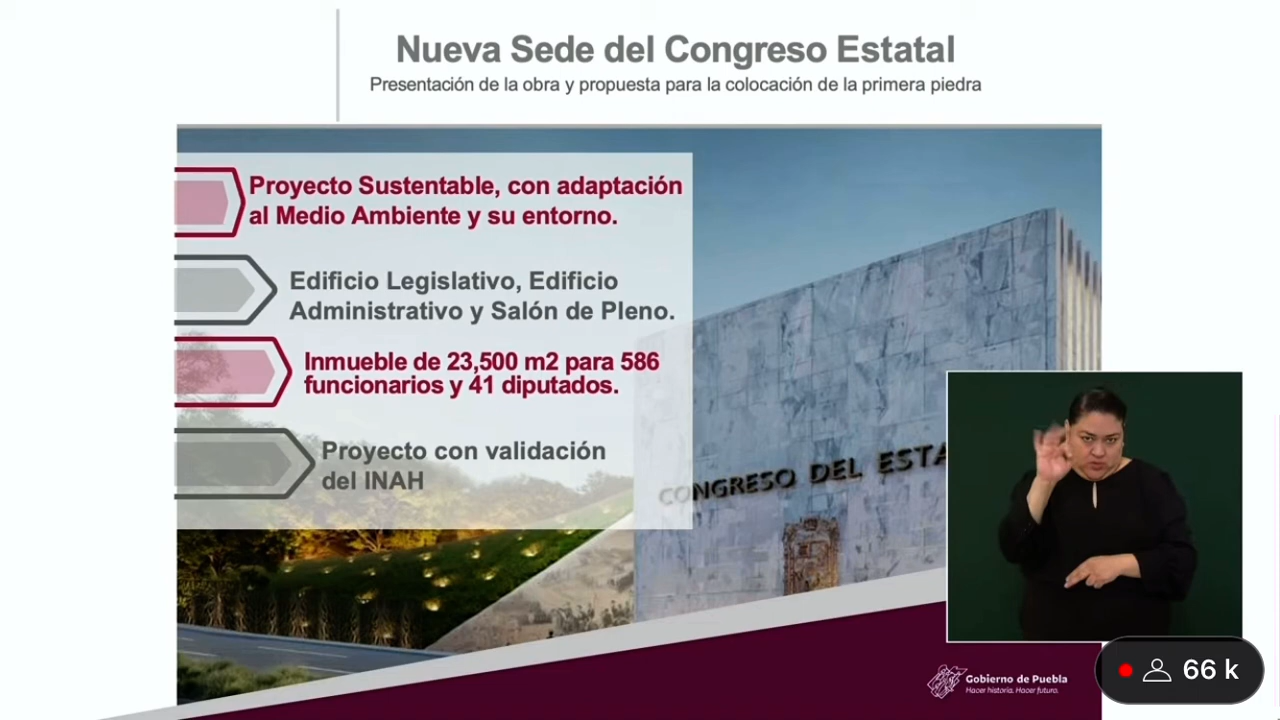 Nueva Sede del Congreso Estatal
Presentación de la obra y propuesta para la colocación de la primera piedra
Proyecto Sustentable, con adaptación
al Medio Ambiente y su entorno.
Edificio Legislativo, Edificio
Administrativo y Salón de Pleno.
Inmueble de 23,500 m2 para 586
funcionarios y 41 diputados.
Proyecto con validación
del INAH
CONGRESO DEL ESTA
Gobierno de Puebla
Hacer historia. Hacer futuro.
66 k